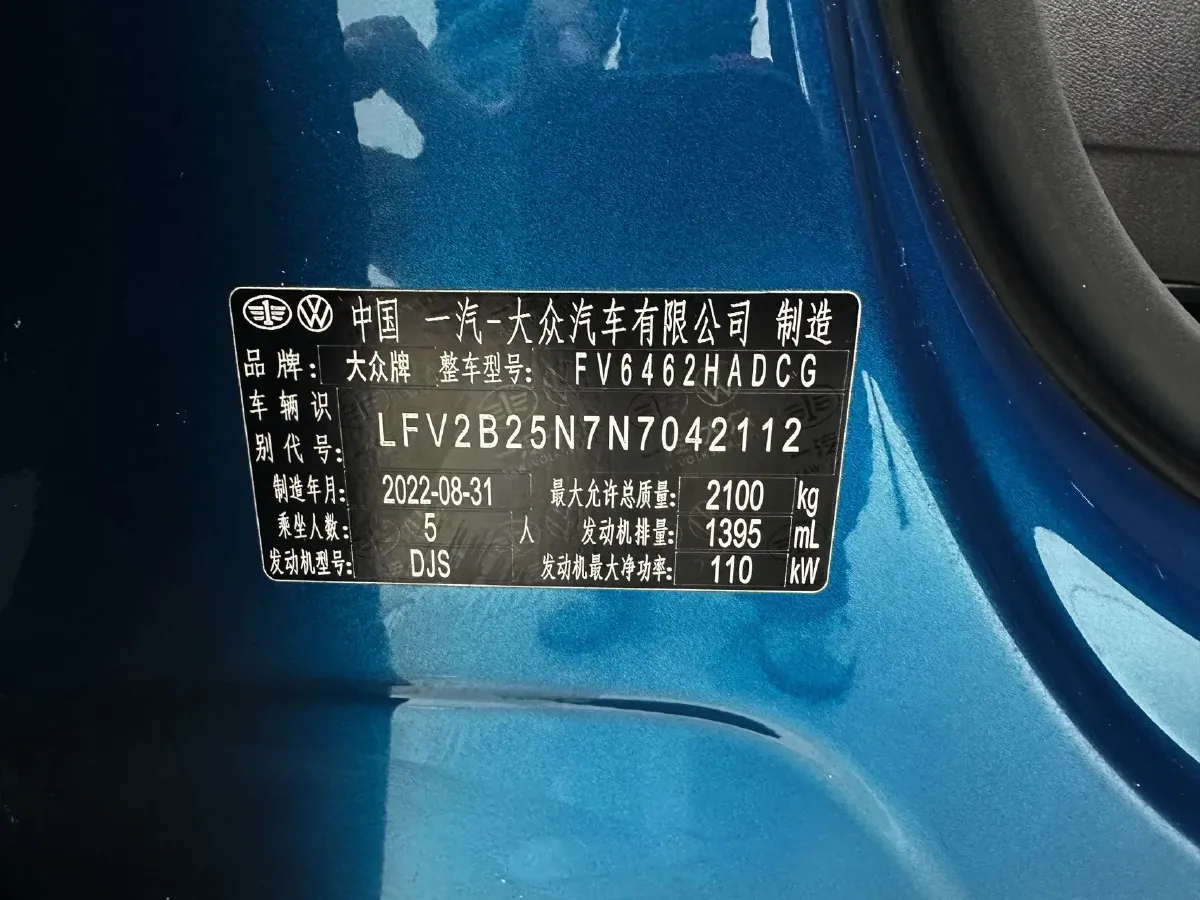 中国 一汽-大众汽车有限公司 制造
品牌: 大众牌 整车型号: FV6462HADCG
车辆识
别代号: LFV2B25N7N7042112
制造年月: 2022-08-31 最大允许总质量: 2100 kg
乘坐人数: 5 人 发动机排量: 1395 mL
发动机型号: DJS 发动机最大净功率: 110 kW